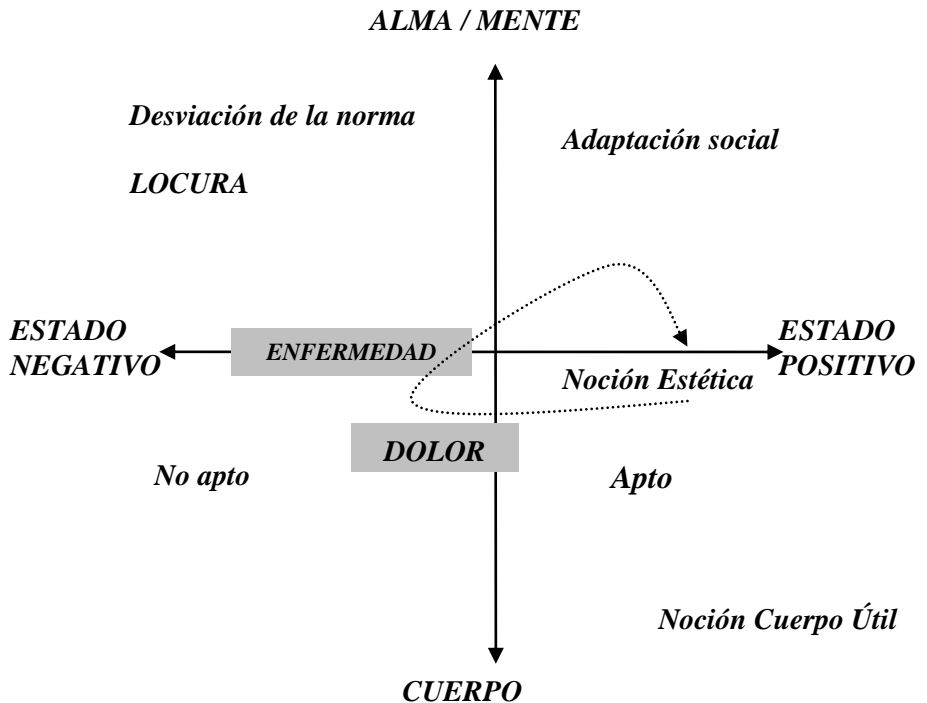 ALMA / MENTE
Desviación de la norma
Adaptación social
LOCURA
ESTADO
NEGATIVO
ENFERMEDAD
ESTADO
POSITIVO
Noción Estética
DOLOR
No apto
Apto
Noción Cuerpo Útil
CUERPO